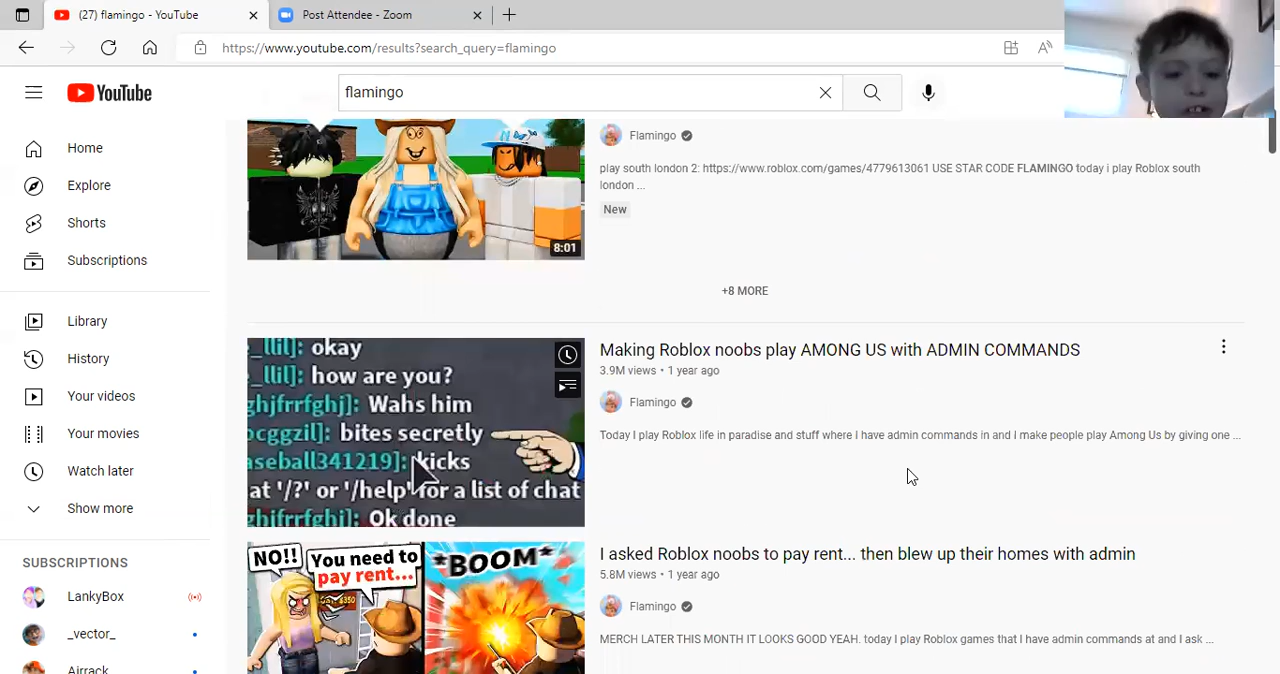 (27) flamingo - YouTube
Post Attendee - Zoom
https://www.youtube.com/results?search_query=flamingo
YouTube
flamingo
Home
Explore
Shorts
Subscriptions
Library
History
Your videos
Your movies
Watch later
Show more
SUBSCRIPTIONS
LankyBox
_vector_
Airrack
8:01
Flamingo
play south london 2: https://www.roblox.com/games/4779613061 USE STAR CODE FLAMINGO today i play Roblox south
london ...
New
+8 MORE
_llil]: okay
_llil]: how are you?
ghjfrrfghj]: Wahs him
ocggzil]: bites secretly
aseball341219]: kicks
at '/?' or '/help' for a list of chat
ghjfrrfghj]: Ok done
Making Roblox noobs play AMONG US with ADMIN COMMANDS
3.9M views • 1 year ago
Flamingo
Today I play Roblox life in paradise and stuff where I have admin commands in and I make people play Among Us by giving one ...
NO!!
You need to
pay rent...
*BOOM*
I asked Roblox noobs to pay rent... then blew up their homes with admin
5.8M views • 1 year ago
Flamingo
MERCH LATER THIS MONTH IT LOOKS GOOD YEAH. today I play Roblox games that I have admin commands at and I ask ...